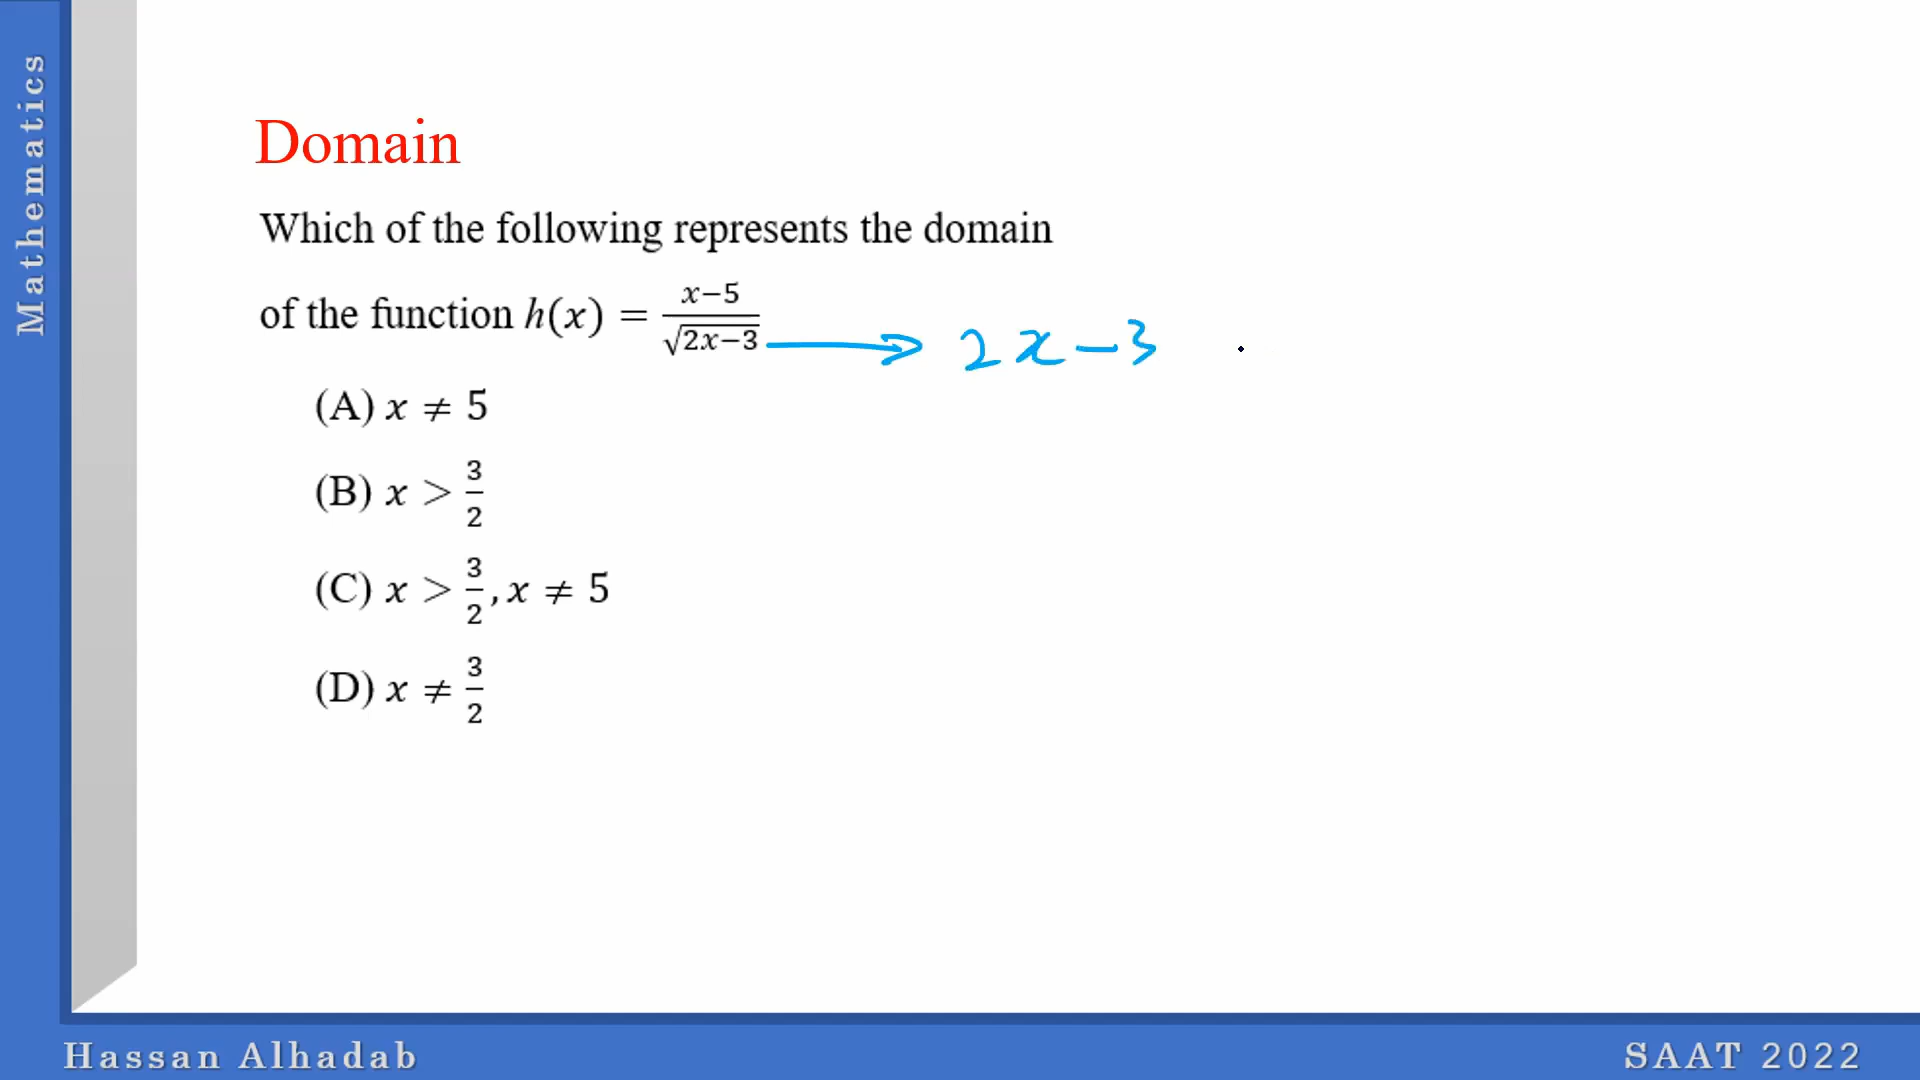 Mathematics
Domain
Which of the following represents the domain
of the function h(x) = x−5 / √2x−3 → 2x−3
(A) x ≠ 5
(B) x > 3/2
(C) x > 3/2, x ≠ 5
(D) x ≠ 3/2
Hassan Alhadab
SAAT 2022